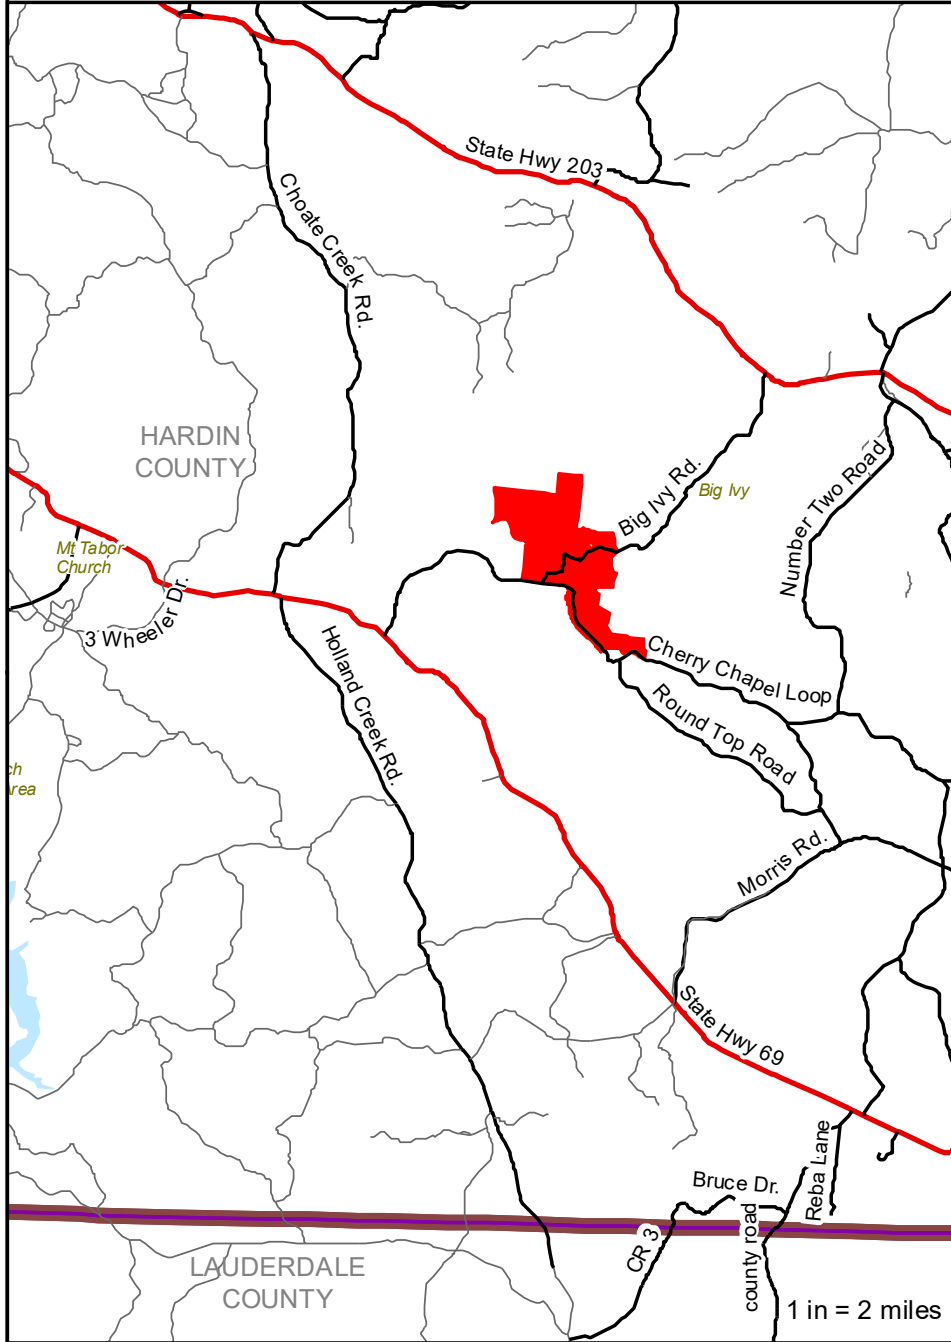 State Hwy 203
Choate Creek Rd.
HARDIN
COUNTY
Big Ivy Rd.
Big Ivy
Number Two Road
Mt Tabor
Church
3 Wheeler Dr.
Holland Creek Rd.
Cherry Chapel Loop
Round Top Road
ch
rea
Morris Rd.
State Hwy 69
Reba Lane
Bruce Dr.
CR 3
county road
LAUDERDALE
COUNTY
1 in = 2 miles